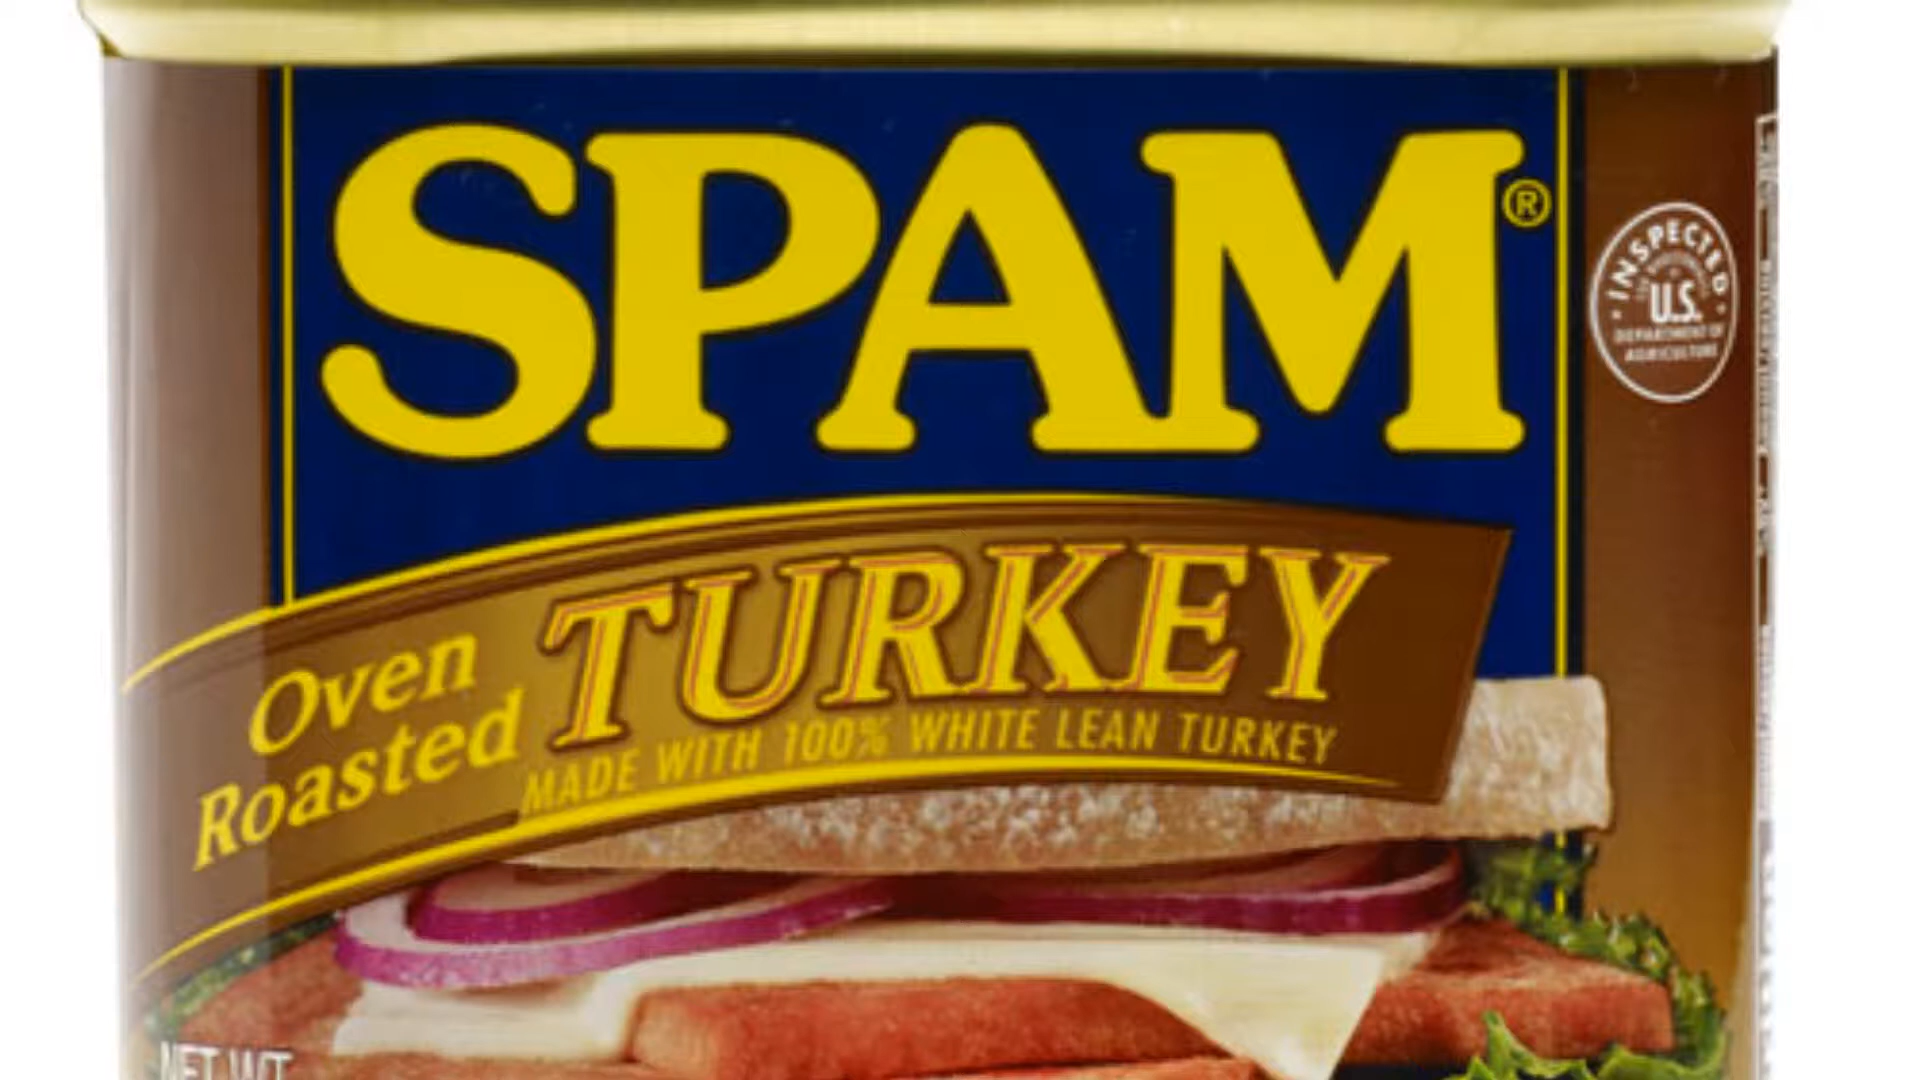 SPAM®
INSPECTED
U.S.
DEPARTMENT OF
AGRICULTURE
Oven
Roasted
TURKEY
MADE WITH 100% WHITE LEAN TURKEY
NET WT